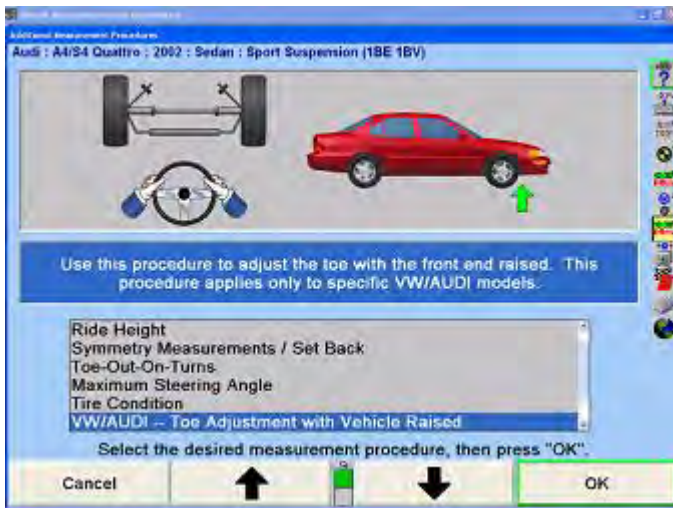 Additional Measurement Procedures
Audi : A4/S4 Quattro : 2002 : Sedan : Sport Suspension (1BE 1BV)
Use this procedure to adjust the toe with the front end raised. This
procedure applies only to specific VW/AUDI models.
Ride Height
Symmetry Measurements / Set Back
Toe-Out-On-Turns
Maximum Steering Angle
Tire Condition
VW/AUDI -- Toe Adjustment with Vehicle Raised
Select the desired measurement procedure, then press "OK".
Cancel
OK